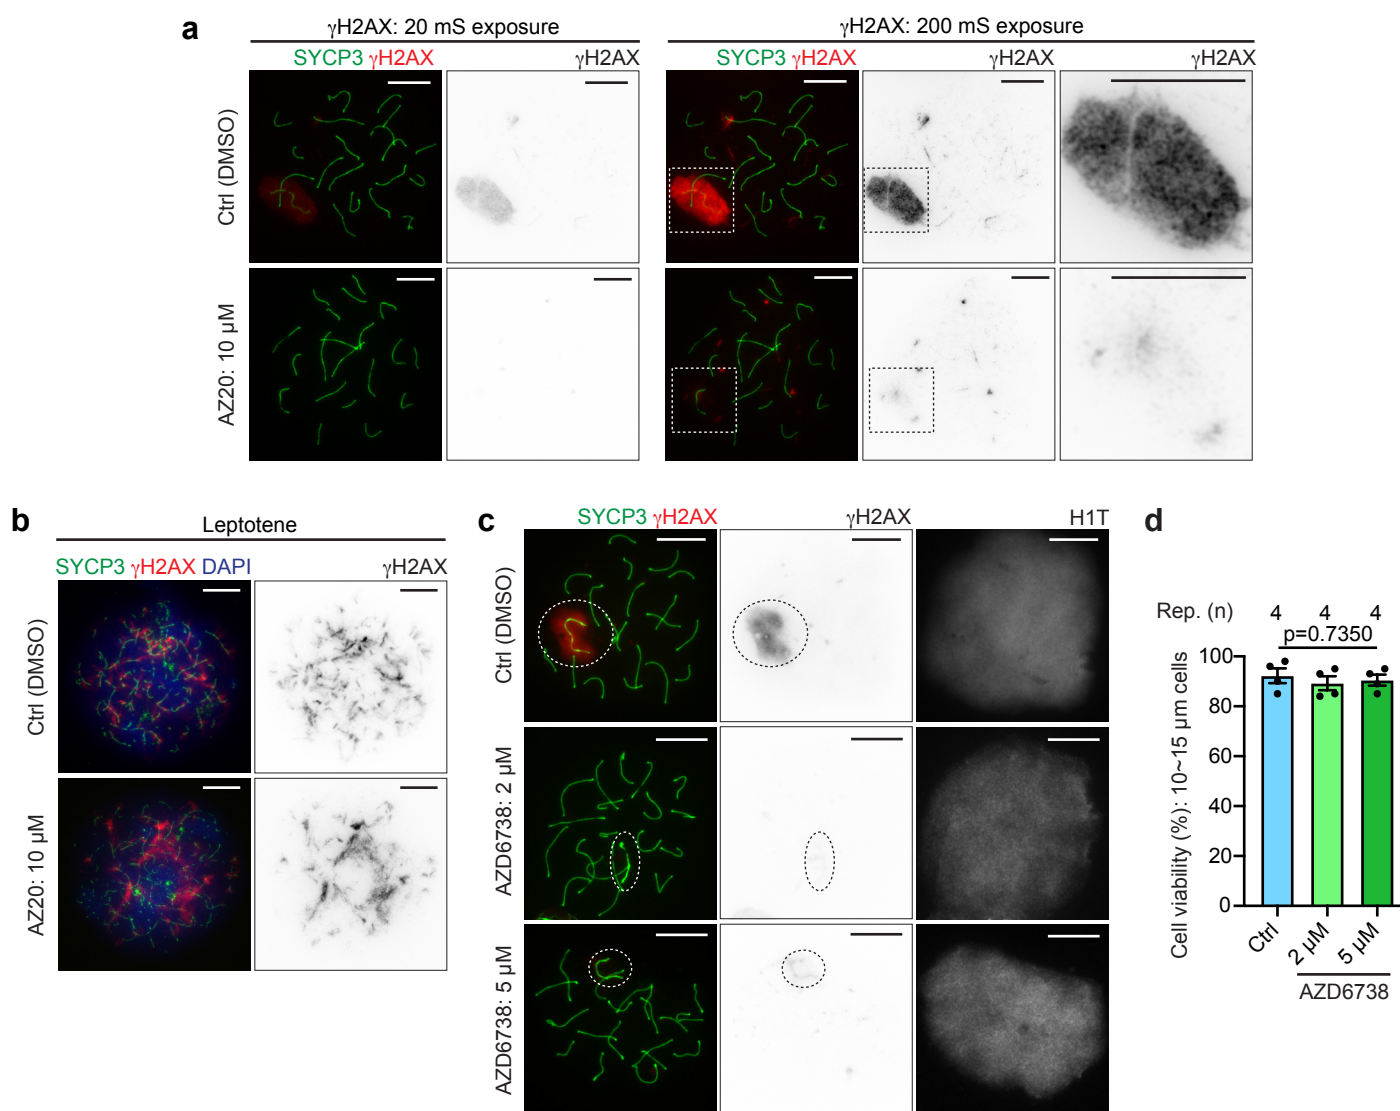 a
γH2AX: 20 mS exposure
γH2AX: 200 mS exposure
SYCP3 γH2AX
γH2AX
SYCP3 γH2AX
γH2AX
γH2AX
Ctrl (DMSO)
AZ20: 10 µM
b
Leptotene
SYCP3 γH2AX DAPI
γH2AX
Ctrl (DMSO)
AZ20: 10 µM
c
SYCP3 γH2AX
γH2AX
H1T
Ctrl (DMSO)
AZD6738: 2 µM
AZD6738: 5 µM
d
Rep. (n) 4 4 4
p=0.7350
Cell viability (%): 10~15 µm cells
100
80
60
40
20
0
Ctrl
2 µM
5 µM
AZD6738